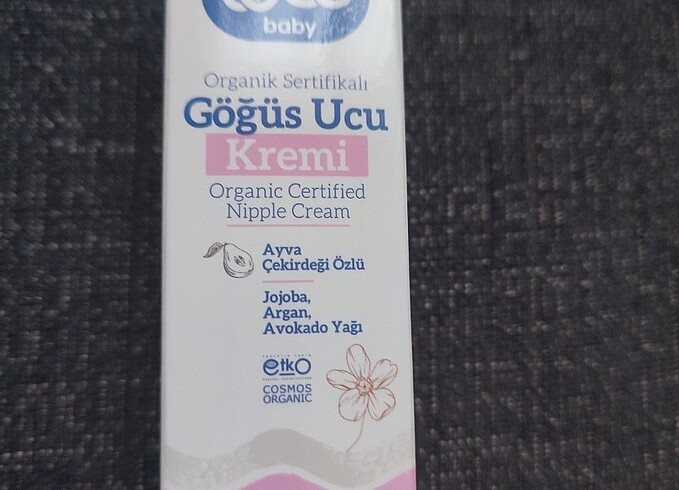 baby
Organik Sertifikalı
Göğüs Ucu
Kremi
Organic Certified
Nipple Cream
Ayva
Çekirdeği Özlü
Jojoba,
Argan,
Avokado Yağı
etko
COSMOS
ORGANIC